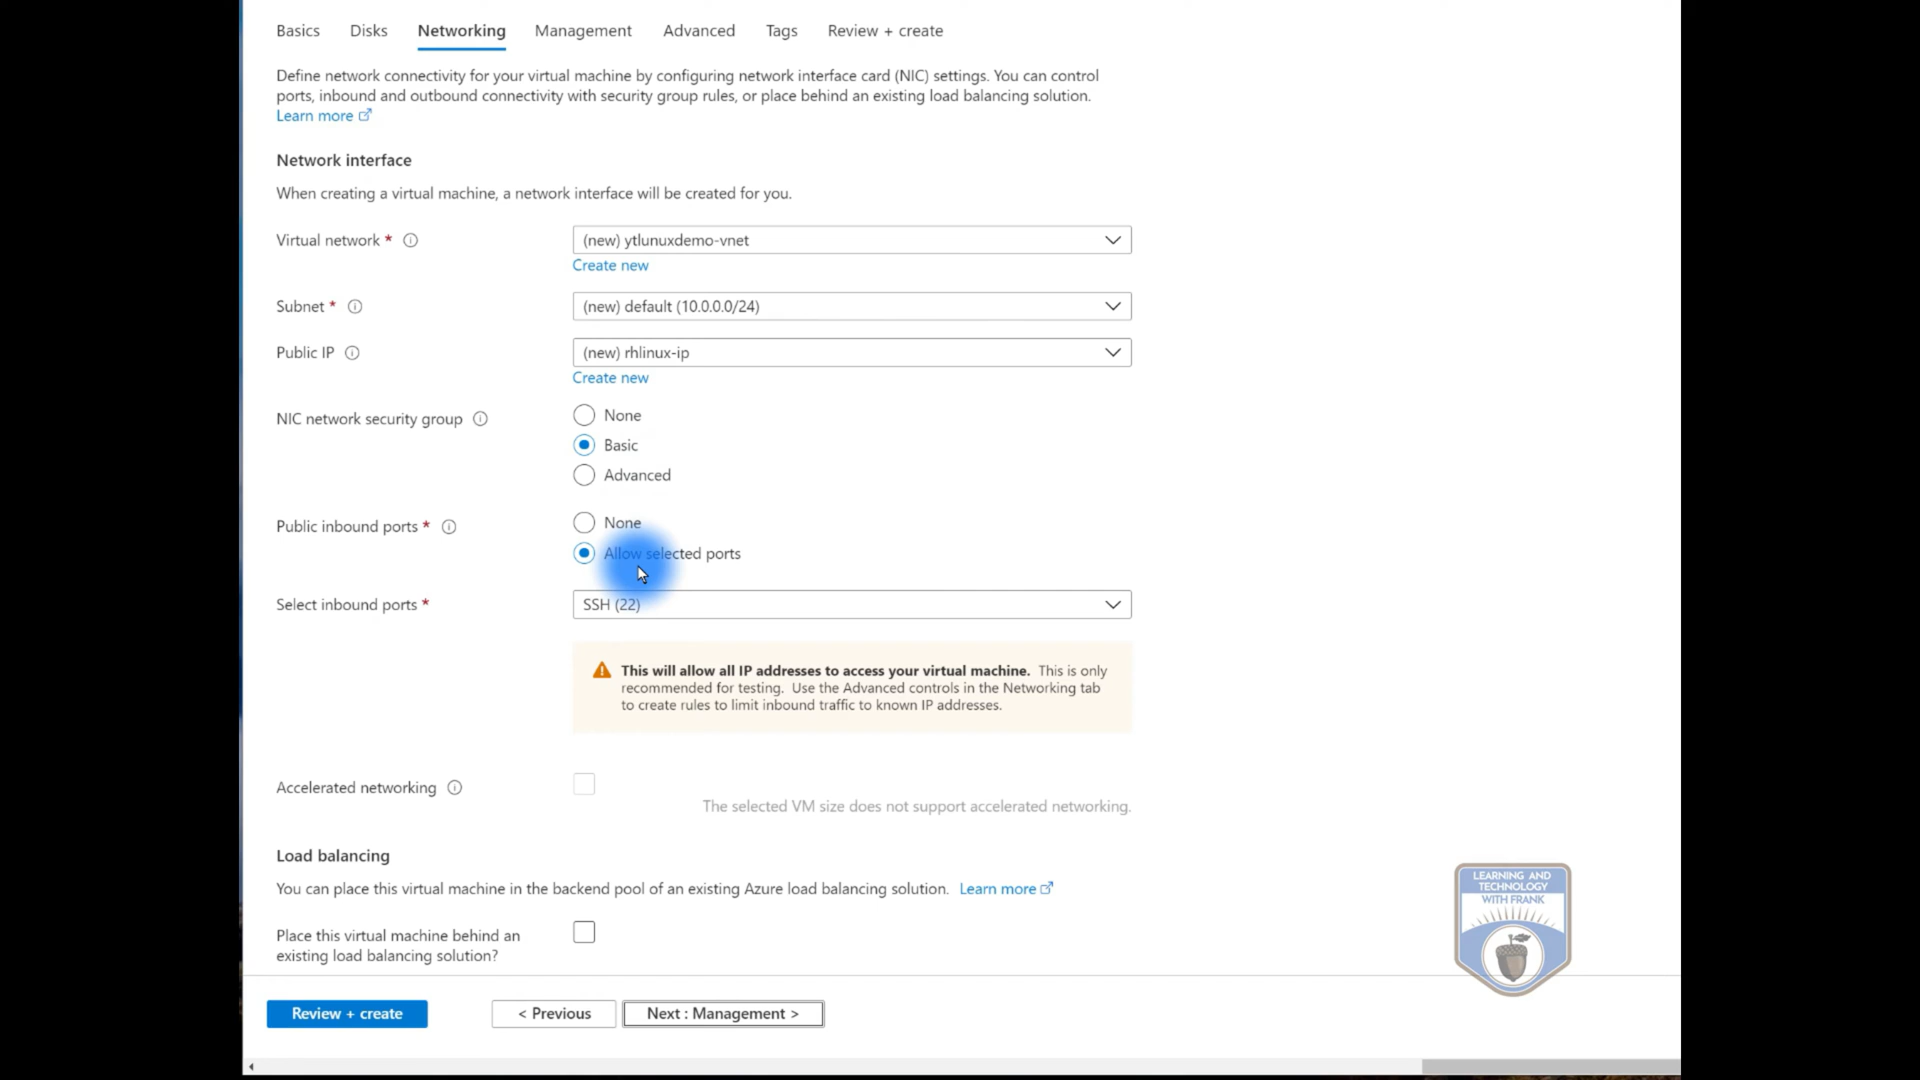 Basics Disks Networking Management Advanced Tags Review + create
Define network connectivity for your virtual machine by configuring network interface card (NIC) settings. You can control
ports, inbound and outbound connectivity with security group rules, or place behind an existing load balancing solution.
Learn more
Network interface
When creating a virtual machine, a network interface will be created for you.
Virtual network *
(new) ytlunuxdemo-vnet
Create new
Subnet *
(new) default (10.0.0.0/24)
Public IP
(new) rhlinux-ip
Create new
NIC network security group
None
Basic
Advanced
Public inbound ports *
None
Allow selected ports
Select inbound ports *
SSH (22)
This will allow all IP addresses to access your virtual machine. This is only
recommended for testing. Use the Advanced controls in the Networking tab
to create rules to limit inbound traffic to known IP addresses.
Accelerated networking
The selected VM size does not support accelerated networking.
Load balancing
You can place this virtual machine in the backend pool of an existing Azure load balancing solution. Learn more
Place this virtual machine behind an
existing load balancing solution?
LEARNING AND
TECHNOLOGY
WITH FRANK
Review + create
< Previous
Next : Management >